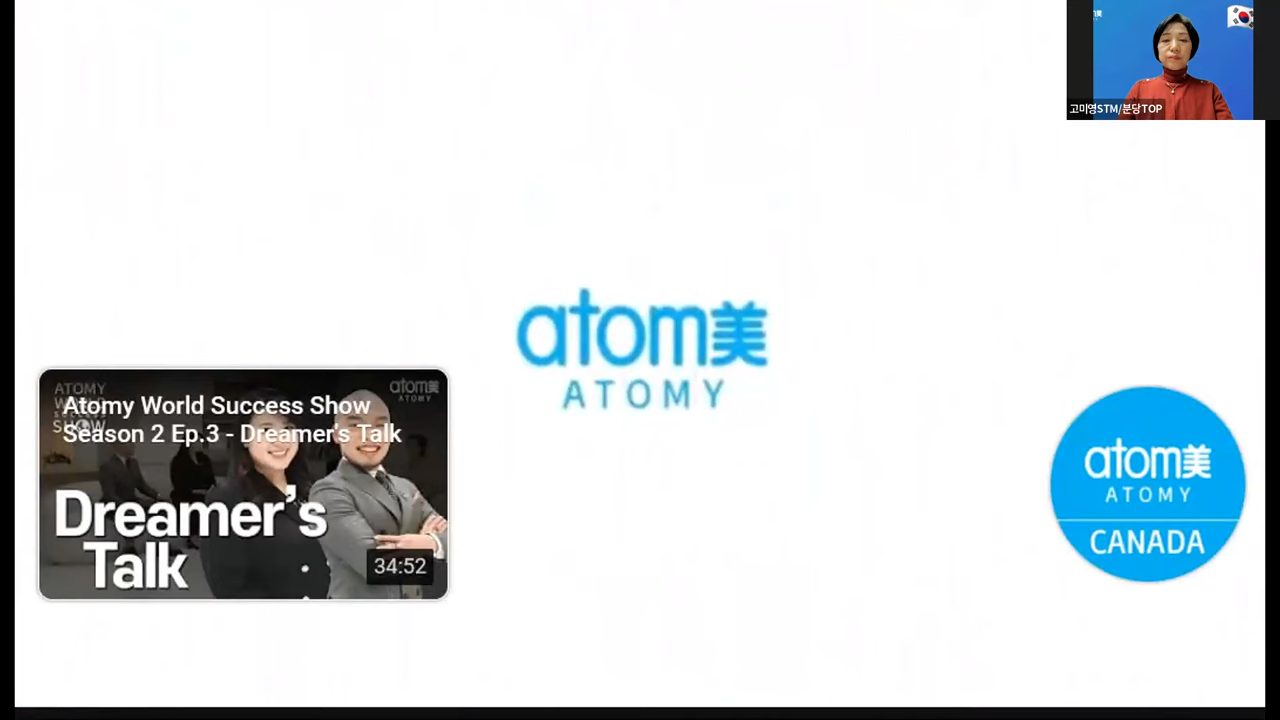 고미영STM/분당TOP
atom美
ATOMY
Atomy World Success Show
Season 2 Ep.3 - Dreamer's Talk
ATOMY
WORLD
SUCCESS
SHOW
atom美
ATOMY
Dreamer's
Talk
34:52
atom美
ATOMY
CANADA